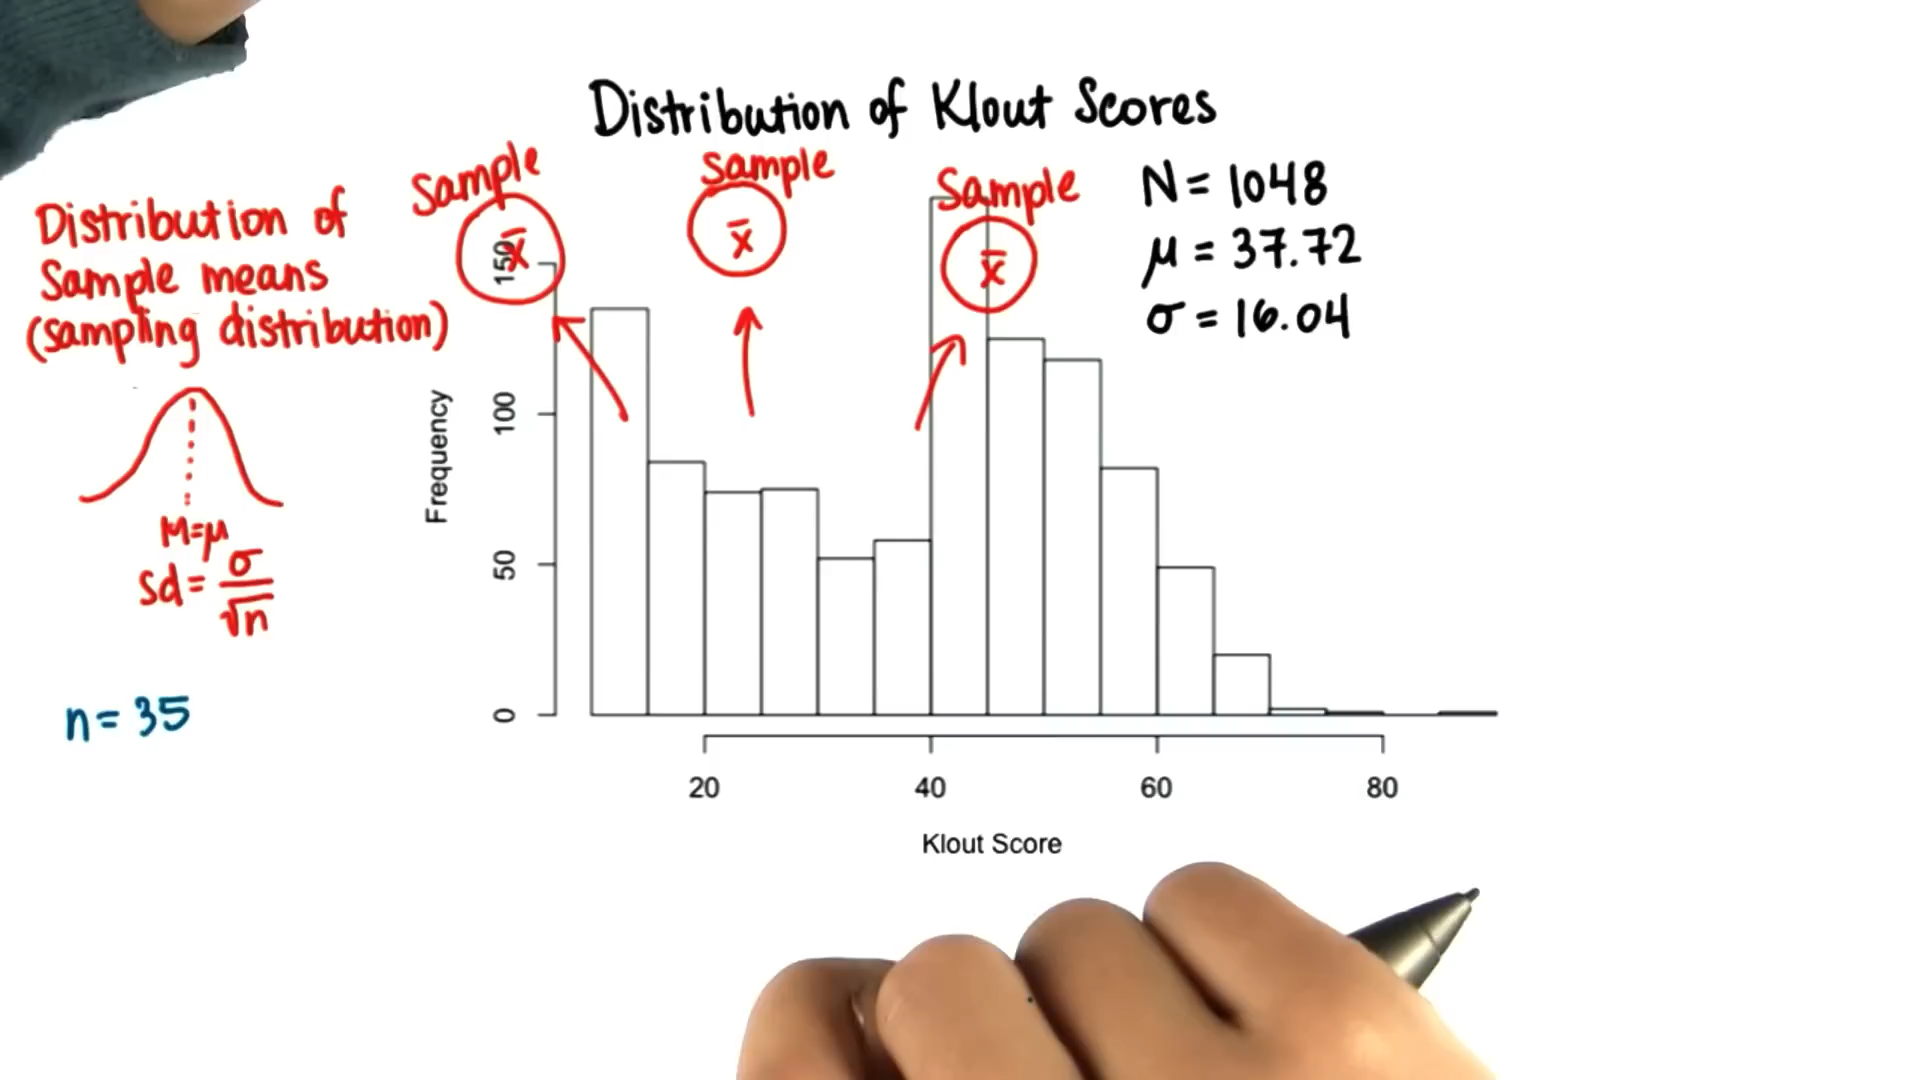 Distribution of Klout Scores
Sample
x̄
Sample
x̄
Sample
x̄
N = 1048
μ = 37.72
σ = 16.04
Distribution of
Sample means
(sampling distribution)
M=μ
sd = σ/√n
n = 35
Frequency
150
100
50
0
20 40 60 80
Klout Score